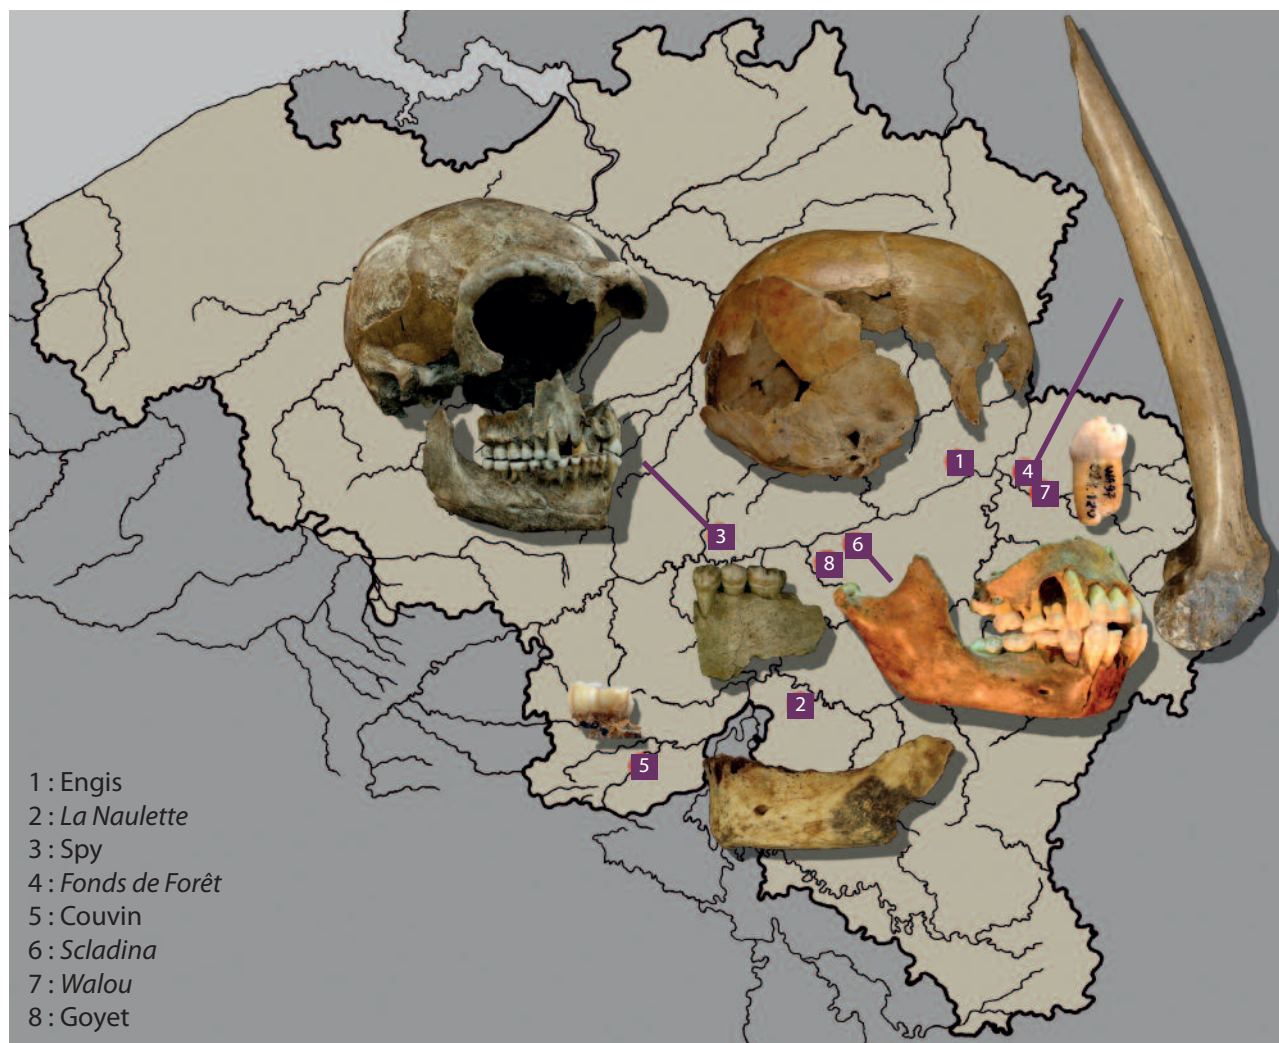 1
4
7
3
6
8
2
5
1 : Engis
2 : La Naulette
3 : Spy
4 : Fonds de Forêt
5 : Couvin
6 : Scladina
7 : Walou
8 : Goyet